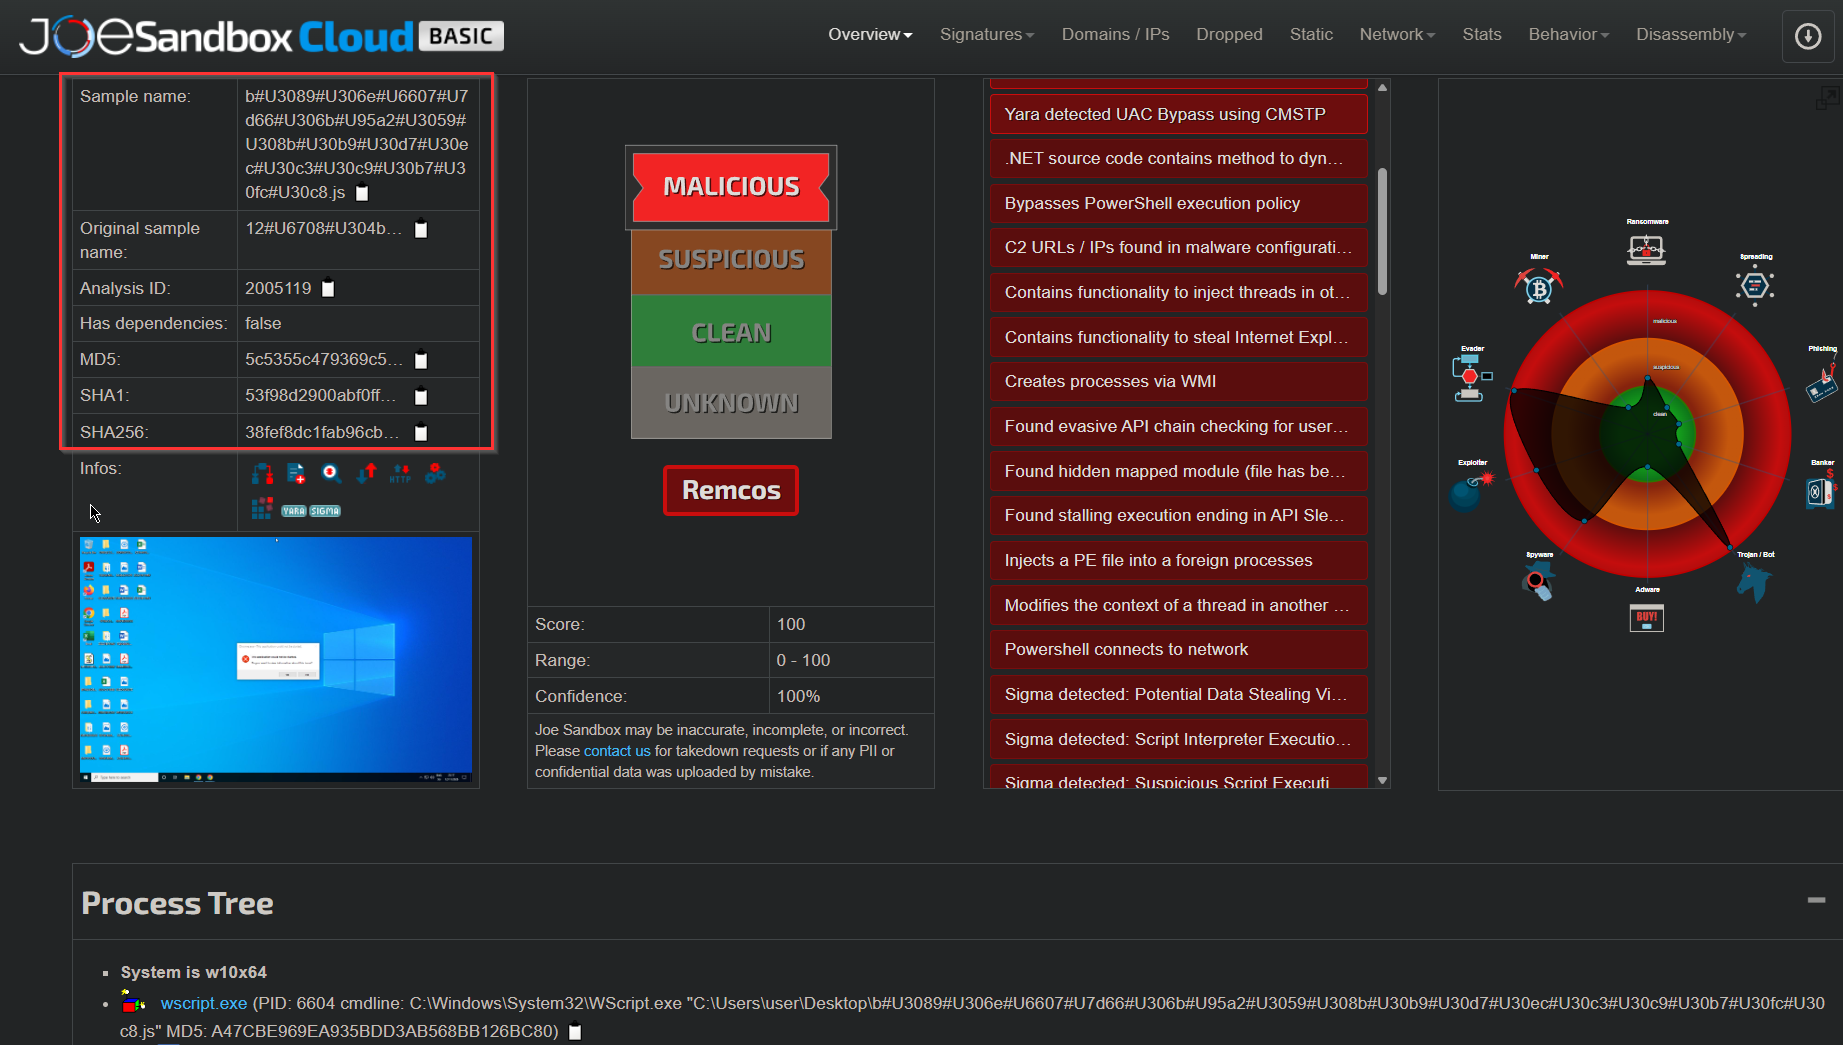 JOESandbox Cloud BASIC
Overview
Signatures
Domains / IPs
Dropped
Static
Network
Stats
Behavior
Disassembly
Sample name:
b#U3089#U306e#U6607#U7
d66#U306b#U95a2#U3059#
U308b#U30b9#U30d7#U30e
c#U30c3#U30c9#U30b7#U3
0fc#U30c8.js
Original sample
name:
12#U6708#U304b...
Analysis ID:
2005119
Has dependencies:
false
MD5:
5c5355c479369c5...
SHA1:
53f98d2900abf0ff...
SHA256:
38fef8dc1fab96cb...
Infos:
HTTP
YARA
SIGMA
MALICIOUS
SUSPICIOUS
CLEAN
UNKNOWN
Remcos
Score:
100
Range:
0 - 100
Confidence:
100%
Joe Sandbox may be inaccurate, incomplete, or incorrect.
Please contact us for takedown requests or if any PII or
confidential data was uploaded by mistake.
Yara detected UAC Bypass using CMSTP
.NET source code contains method to dyn...
Bypasses PowerShell execution policy
C2 URLs / IPs found in malware configurati...
Contains functionality to inject threads in ot...
Contains functionality to steal Internet Expl...
Creates processes via WMI
Found evasive API chain checking for user...
Found hidden mapped module (file has be...
Found stalling execution ending in API Sle...
Injects a PE file into a foreign processes
Modifies the context of a thread in another ...
Powershell connects to network
Sigma detected: Potential Data Stealing Vi...
Sigma detected: Script Interpreter Executio...
Sigma detected: Suspicious Script Executi
Ransomware
Miner
Spreading
malicious
Evader
Phishing
suspicious
clean
Exploiter
Banker
Spyware
Trojan / Bot
Adware
BUY!
Process Tree
System is w10x64
wscript.exe (PID: 6604 cmdline: C:\Windows\System32\WScript.exe "C:\Users\user\Desktop\b#U3089#U306e#U6607#U7d66#U306b#U95a2#U3059#U308b#U30b9#U30d7#U30ec#U30c3#U30c9#U30b7#U30fc#U30
c8.js" MD5: A47CBE969EA935BDD3AB568BB126BC80)